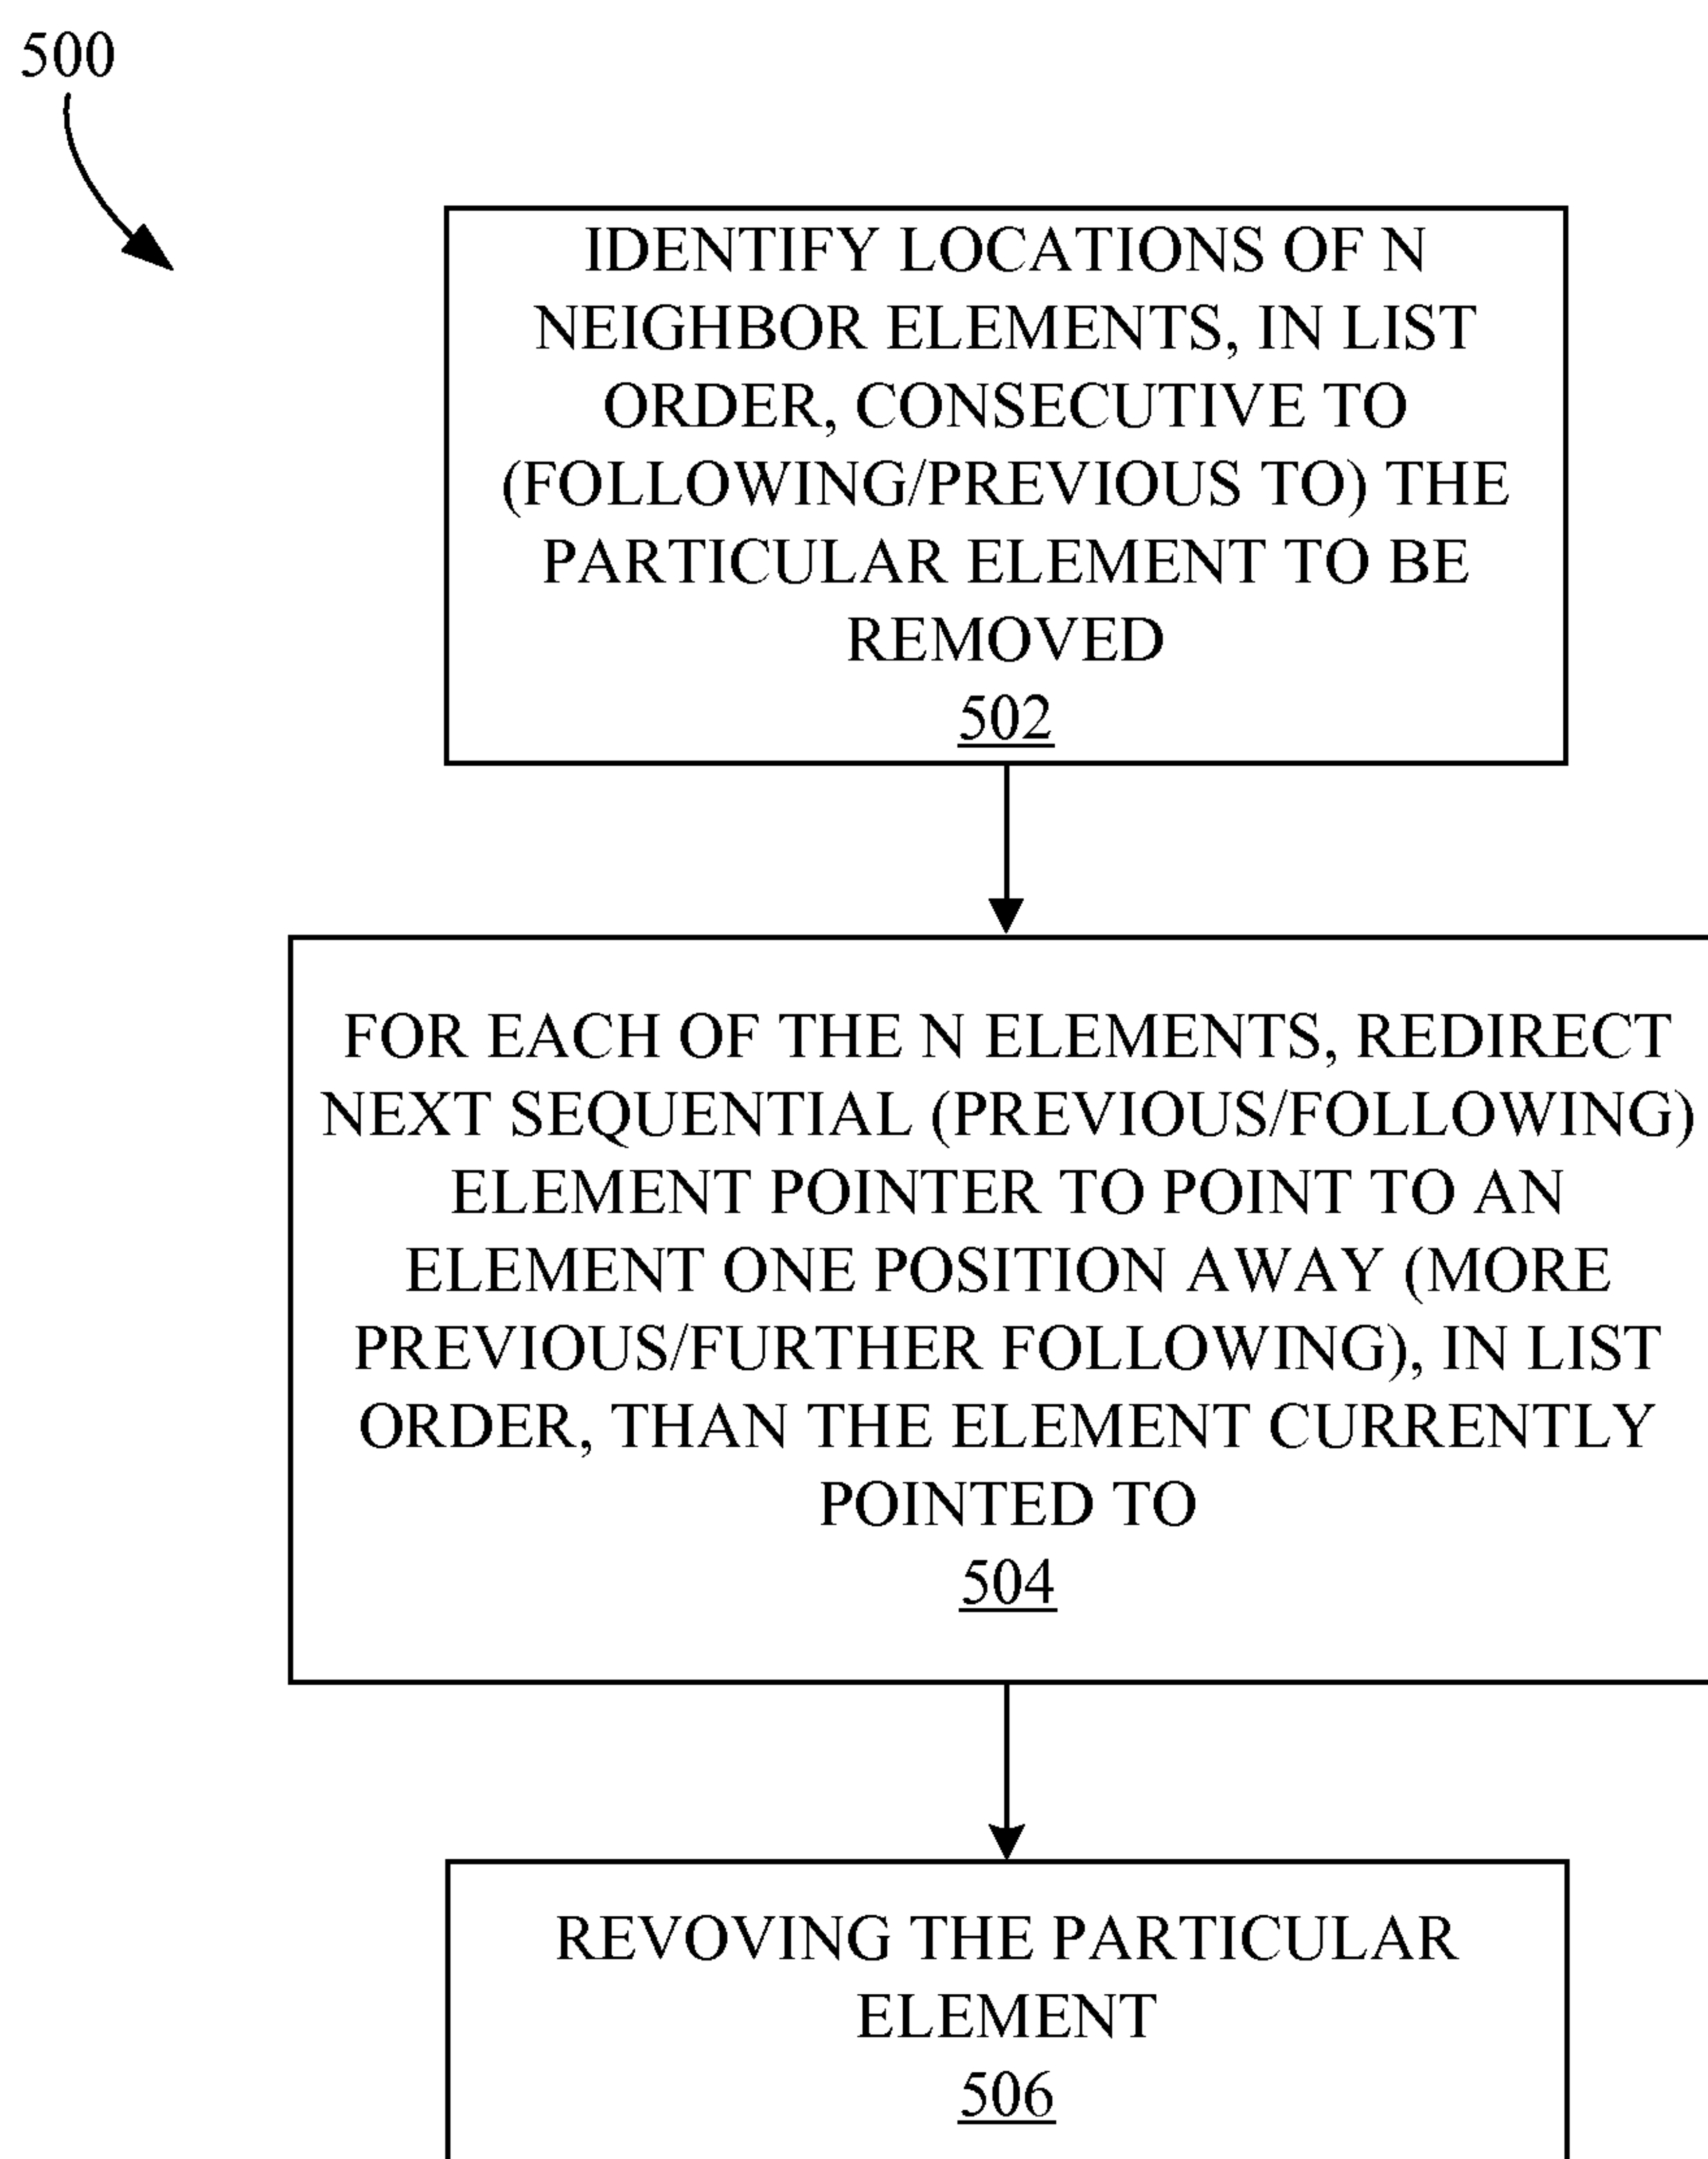 500
IDENTIFY LOCATIONS OF N
NEIGHBOR ELEMENTS, IN LIST
ORDER, CONSECUTIVE TO
(FOLLOWING/PREVIOUS TO) THE
PARTICULAR ELEMENT TO BE
REMOVED
502
FOR EACH OF THE N ELEMENTS, REDIRECT
NEXT SEQUENTIAL (PREVIOUS/FOLLOWING)
ELEMENT POINTER TO POINT TO AN
ELEMENT ONE POSITION AWAY (MORE
PREVIOUS/FURTHER FOLLOWING), IN LIST
ORDER, THAN THE ELEMENT CURRENTLY
POINTED TO
504
REVOVING THE PARTICULAR
ELEMENT
506